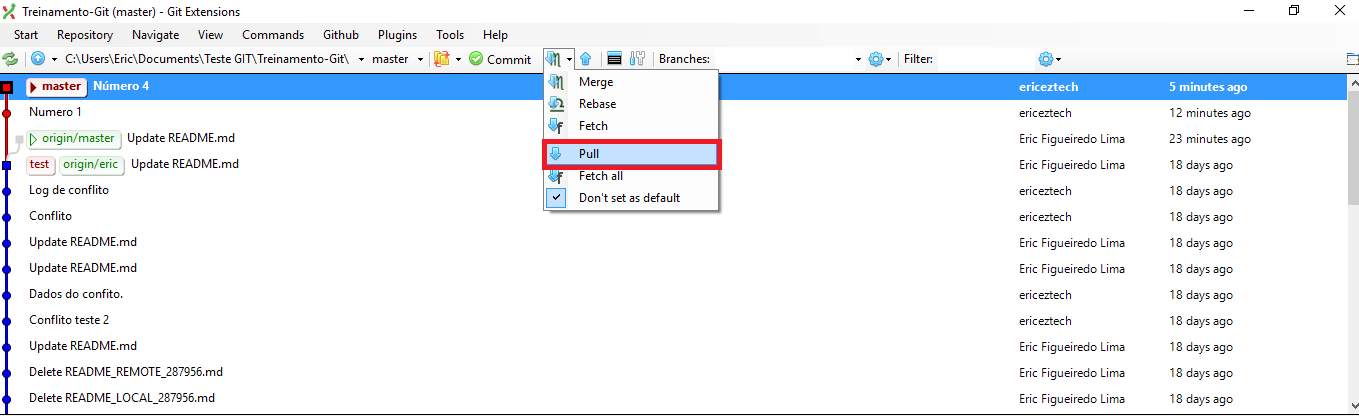 Treinamento-Git (master) - Git Extensions
Start Repository Navigate View Commands Github Plugins Tools Help
C:\Users\Eric\Documents\Teste GIT\Treinamento-Git\ master Commit Branches: Filter:
Merge
Rebase
Fetch
Pull
Fetch all
Don't set as default
master Número 4 ericeztech 5 minutes ago
Numero 1 ericeztech 12 minutes ago
origin/master Update README.md Eric Figueiredo Lima 23 minutes ago
test origin/eric Update README.md Eric Figueiredo Lima 18 days ago
Log de conflito ericeztech 18 days ago
Conflito ericeztech 18 days ago
Update README.md Eric Figueiredo Lima 18 days ago
Update README.md Eric Figueiredo Lima 18 days ago
Dados do confito. ericeztech 18 days ago
Conflito teste 2 ericeztech 18 days ago
Update README.md Eric Figueiredo Lima 18 days ago
Delete README_REMOTE_287956.md Eric Figueiredo Lima 18 days ago
Delete README_LOCAL_287956.md Eric Figueiredo Lima 18 days ago